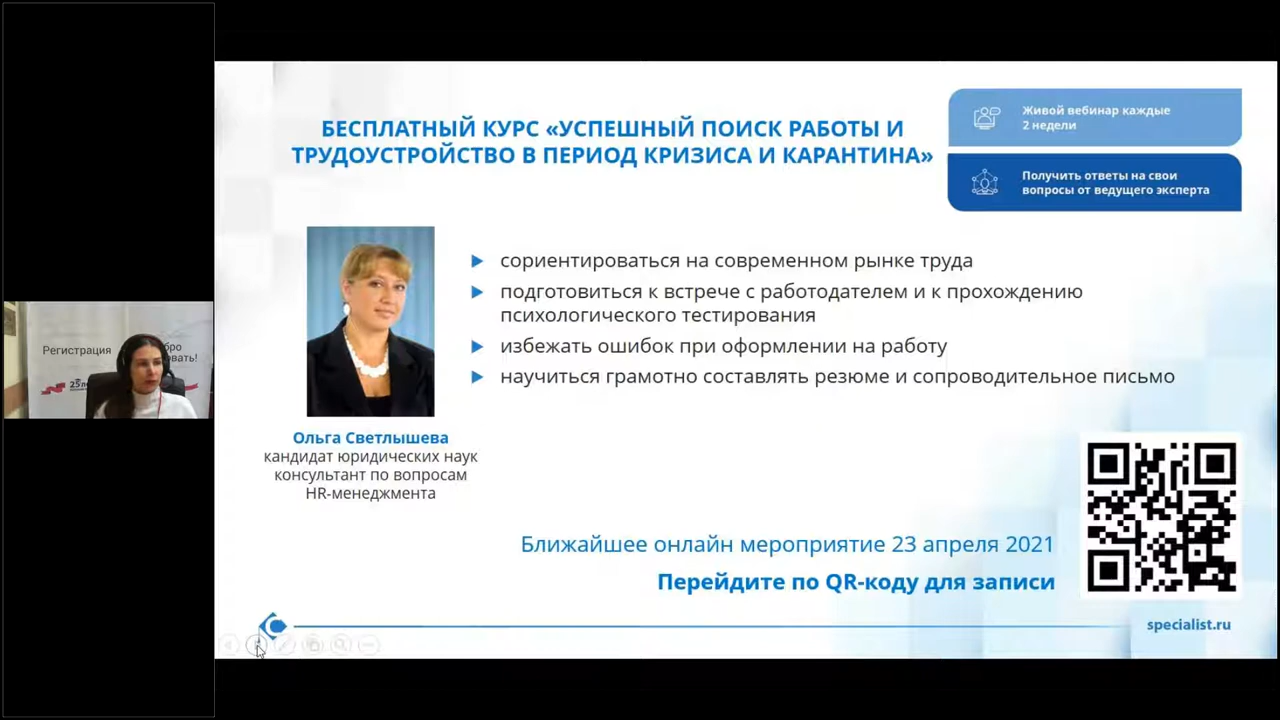 БЕСПЛАТНЫЙ КУРС «УСПЕШНЫЙ ПОИСК РАБОТЫ И
ТРУДОУСТРОЙСТВО В ПЕРИОД КРИЗИСА И КАРАНТИНА»
Живой вебинар каждые
2 недели
Получить ответы на свои
вопросы от ведущего эксперта
сориентироваться на современном рынке труда
подготовиться к встрече с работодателем и к прохождению
психологического тестирования
избежать ошибок при оформлении на работу
научиться грамотно составлять резюме и сопроводительное письмо
Ольга Светлышева
кандидат юридических наук
консультант по вопросам
HR-менеджмента
Регистрация
Ближайшее онлайн мероприятие 23 апреля 2021
Перейдите по QR-коду для записи
specialist.ru